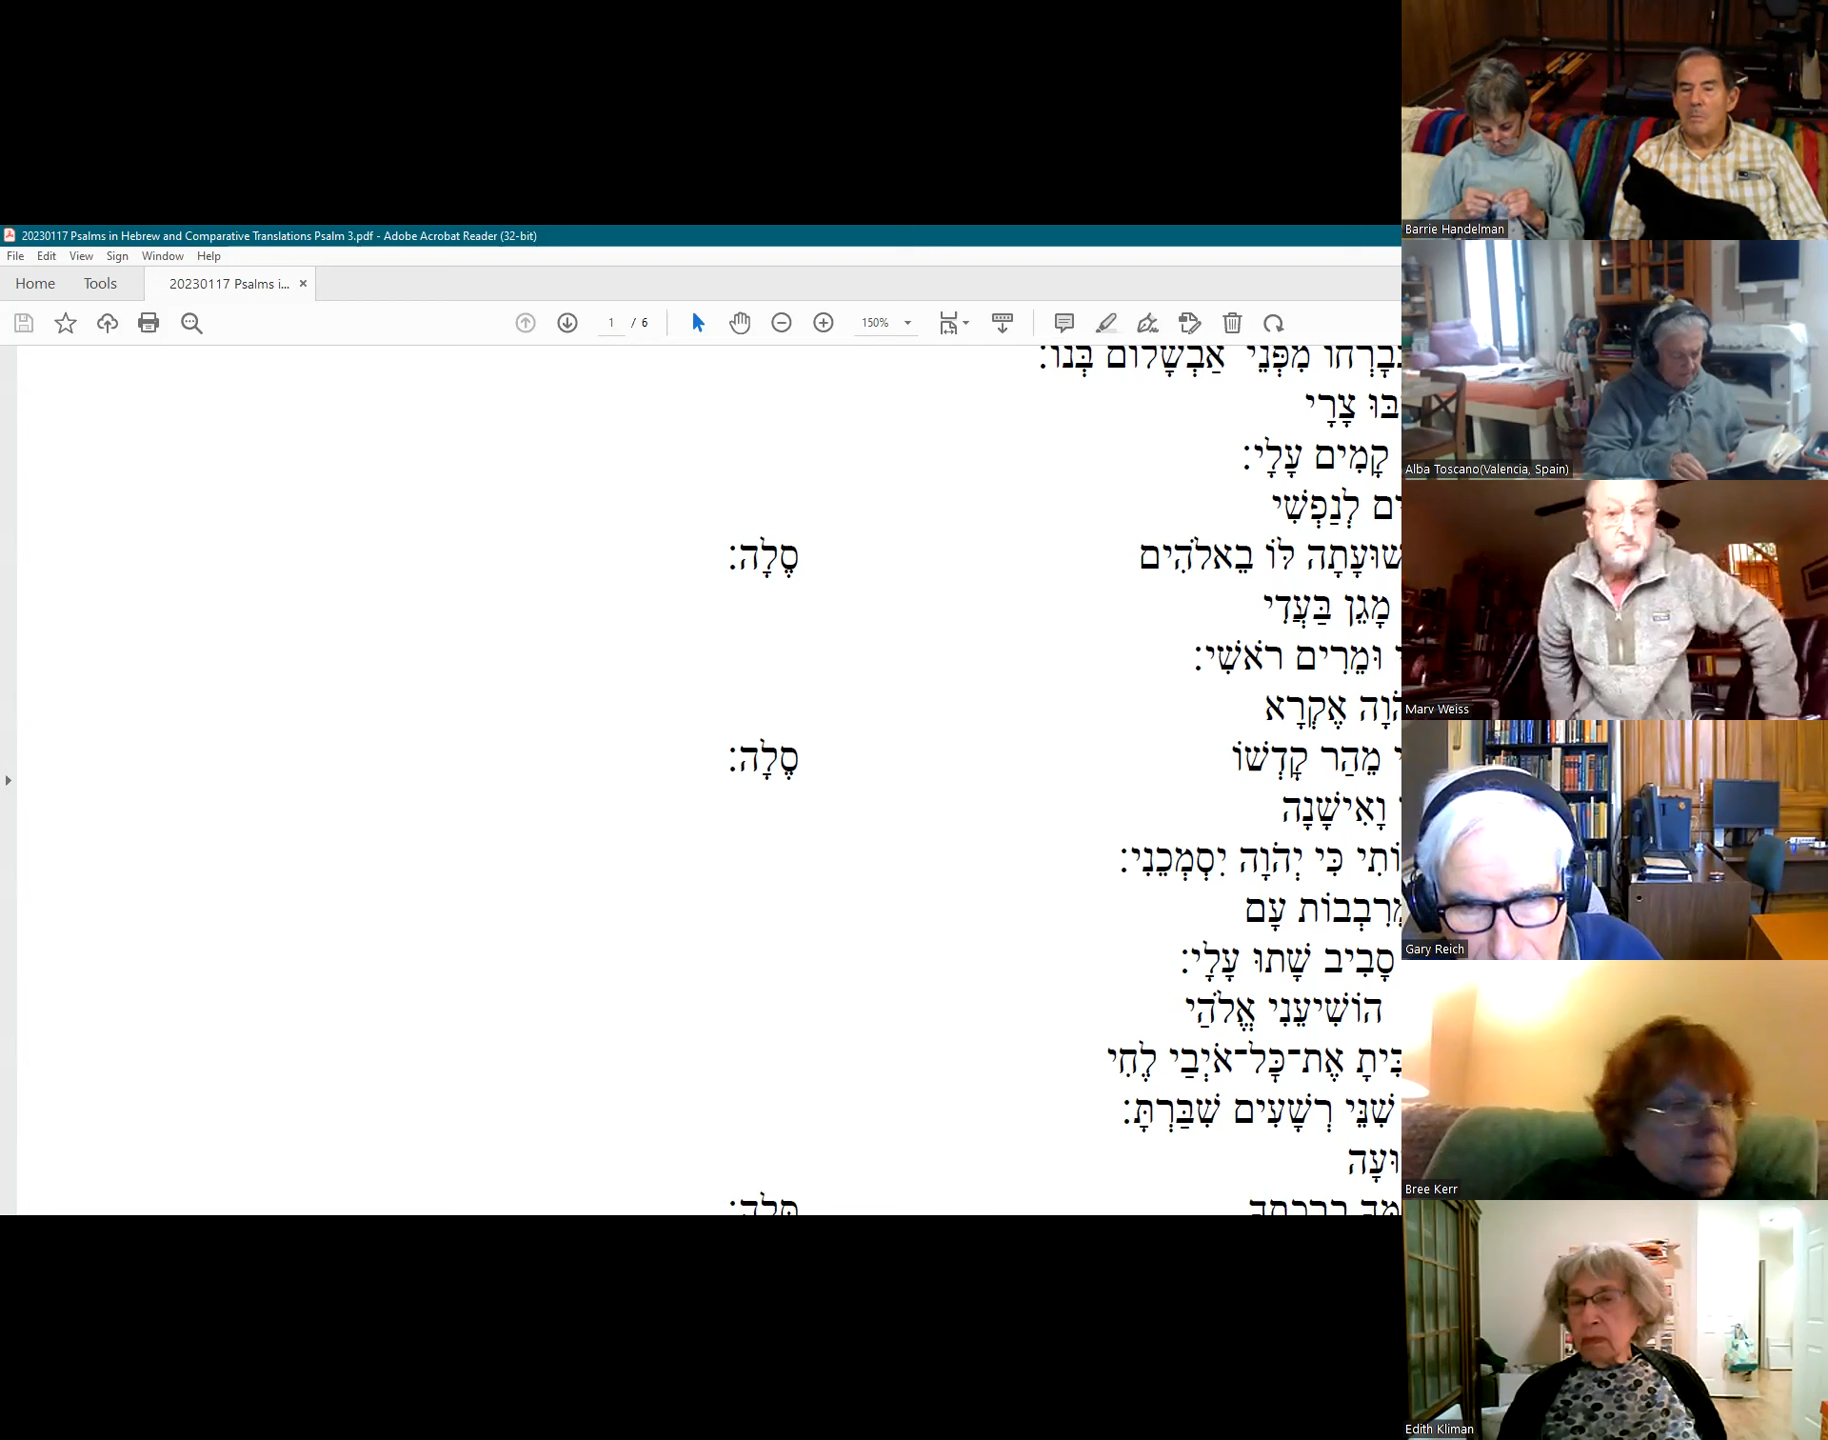 20230117 Psalms in Hebrew and Comparative Translations Psalm 3.pdf - Adobe Acrobat Reader (32-bit)
File Edit View Sign Window Help
Home Tools 20230117 Psalms i... ×
1 / 6 150%
מִפְּנֵי אַבְשָׁלוֹם בְּנוֹ׃
צָרָי
קָמִים עָלָי׃
לְנַפְשִׁי
לּוֹ בֵאלֹהִים סֶלָה׃
מָגֵן בַּעֲדִי
וּמֵרִים רֹאשִׁי׃
אֶקְרָא
מֵהַר קָדְשׁוֹ סֶלָה׃
וָאִישָׁנָה
כִּי יְהֹוָה יִסְמְכֵנִי׃
עָם
סָבִיב שָׁתוּ עָלָי׃
הוֹשִׁיעֵנִי אֱלֹהַי
אֶת־כָּל־אֹיְבַי לֶחִי
שִׁנֵּי רְשָׁעִים שִׁבַּרְתָּ׃
Barrie Handelman
Alba Toscano(Valencia, Spain)
Marv Weiss
Gary Reich
Bree Kerr
Edith Kliman